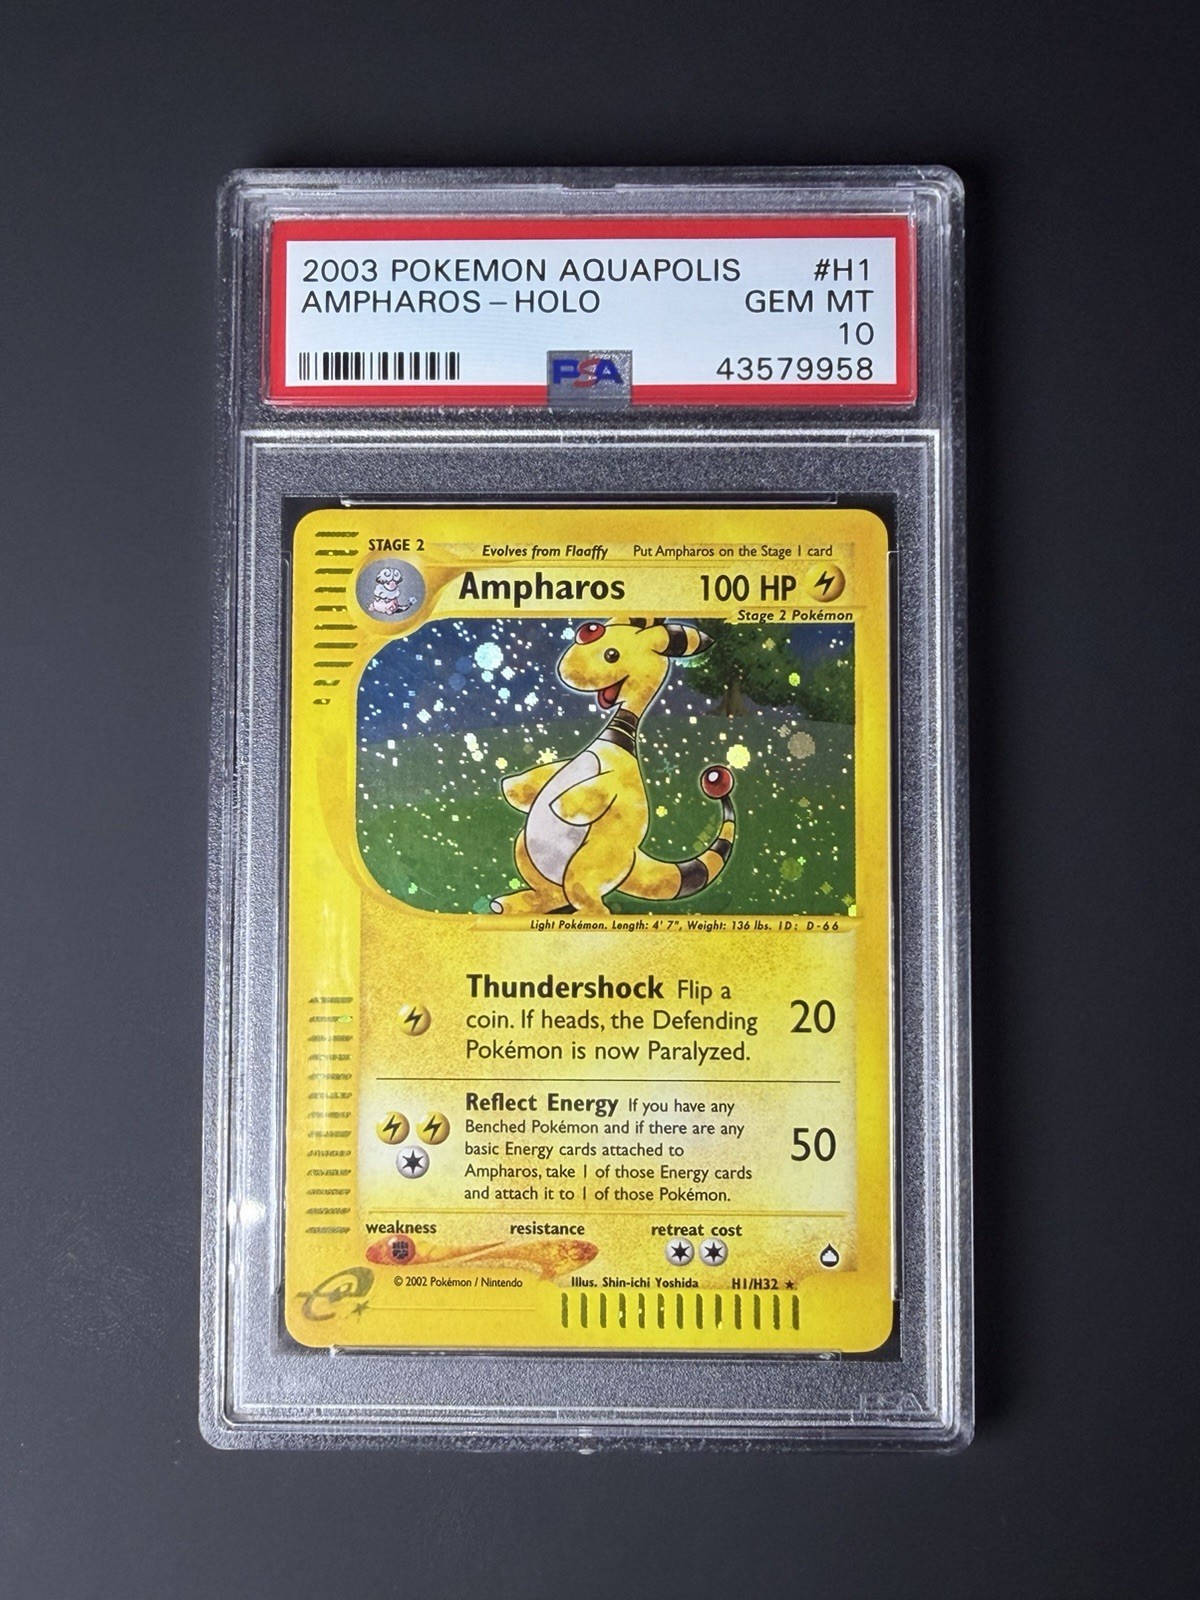 2003 POKEMON AQUAPOLIS #H1
AMPHAROS – HOLO GEM MT
10
PSA 43579958
STAGE 2 Evolves from Flaaffy Put Ampharos on the Stage 1 card
Ampharos 100 HP
Stage 2 Pokémon
Light Pokémon. Length: 4' 7", Weight: 136 lbs. ID: D-66
Thundershock Flip a
coin. If heads, the Defending 20
Pokémon is now Paralyzed.
Reflect Energy If you have any
Benched Pokémon and if there are any
basic Energy cards attached to 50
Ampharos, take 1 of those Energy cards
and attach it to 1 of those Pokémon.
weakness resistance retreat cost
© 2002 Pokémon / Nintendo Illus. Shin-ichi Yoshida H1/H32 ★
e
PSA